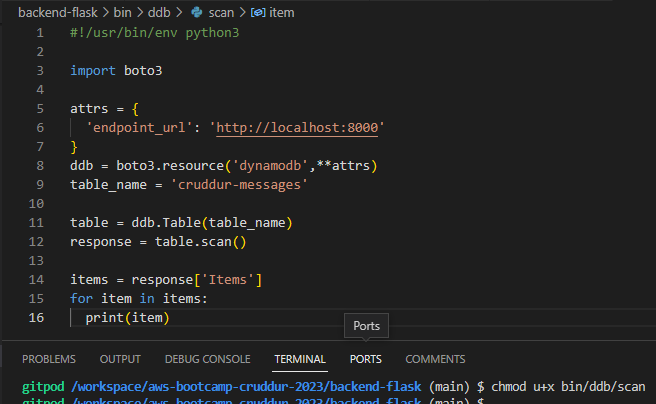 backend-flask > bin > ddb > scan > item
1 #!/usr/bin/env python3
2
3 import boto3
4
5 attrs = {
6 'endpoint_url': 'http://localhost:8000'
7 }
8 ddb = boto3.resource('dynamodb',**attrs)
9 table_name = 'cruddur-messages'
10
11 table = ddb.Table(table_name)
12 response = table.scan()
13
14 items = response['Items']
15 for item in items:
16 print(item)
Ports
PROBLEMS OUTPUT DEBUG CONSOLE TERMINAL PORTS COMMENTS
gitpod /workspace/aws-bootcamp-cruddur-2023/backend-flask (main) $ chmod u+x bin/ddb/scan
gitpod /workspace/aws-bootcamp-cruddur-2023/backend-flask (main) $